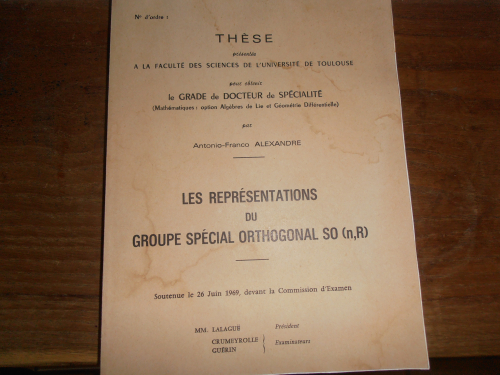 N° d'ordre :
THÈSE
présentée
A LA FACULTÉ DES SCIENCES DE L'UNIVERSITÉ DE TOULOUSE
pour obtenir
le GRADE de DOCTEUR de SPÉCIALITÉ
(Mathématiques : option Algèbres de Lie et Géométrie Différentielle)
par
Antonio-Franco ALEXANDRE
LES REPRÉSENTATIONS
DU
GROUPE SPÉCIAL ORTHOGONAL SO (n,R)
Soutenue le 26 Juin 1969, devant la Commission d'Examen
MM. LALAGUË Président
CRUMEYROLLE } Examinateurs
GUÉRIN